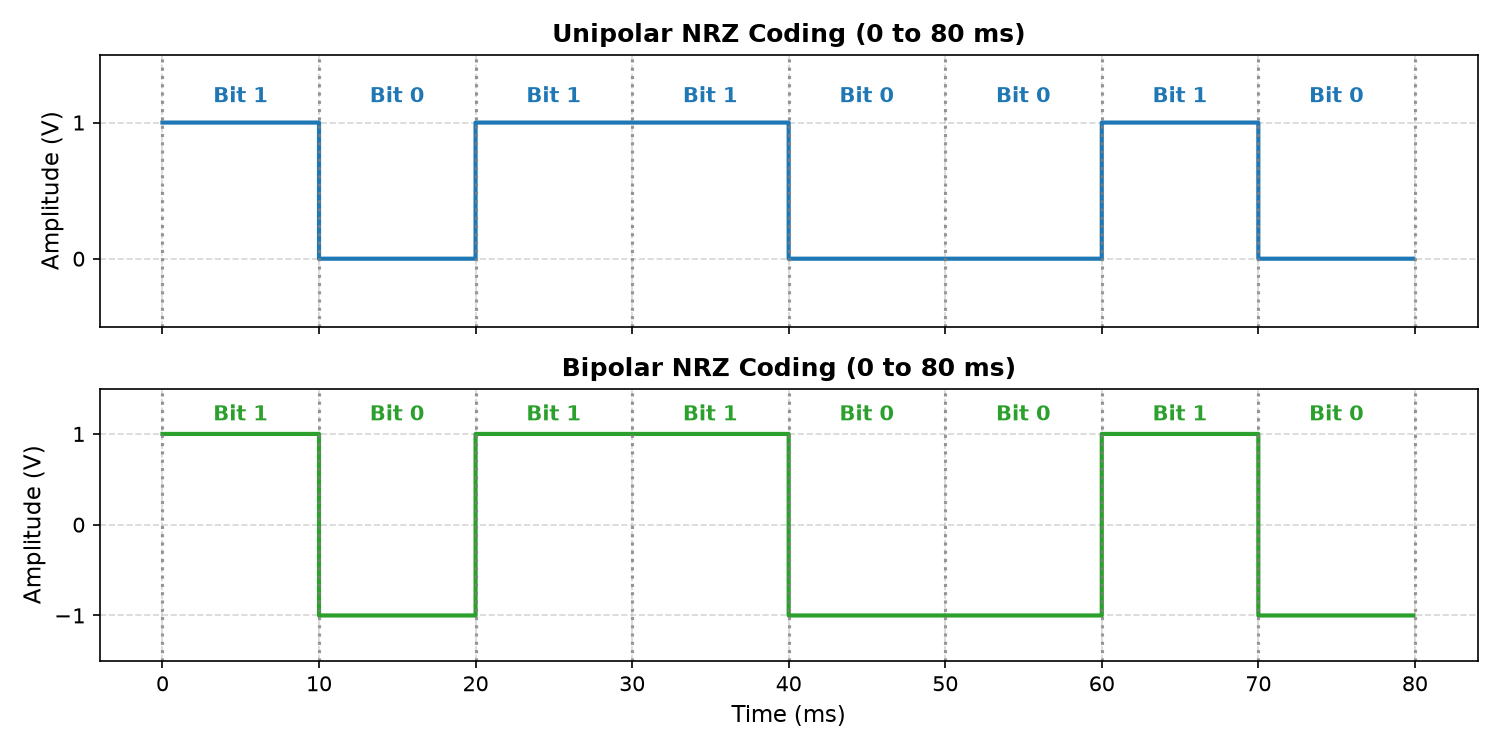 Unipolar NRZ Coding (0 to 80 ms)
Bit 1 Bit 0 Bit 1 Bit 1 Bit 0 Bit 0 Bit 1 Bit 0
Amplitude (V)
1
0
Bipolar NRZ Coding (0 to 80 ms)
Bit 1 Bit 0 Bit 1 Bit 1 Bit 0 Bit 0 Bit 1 Bit 0
Amplitude (V)
1
0
−1
0 10 20 30 40 50 60 70 80
Time (ms)